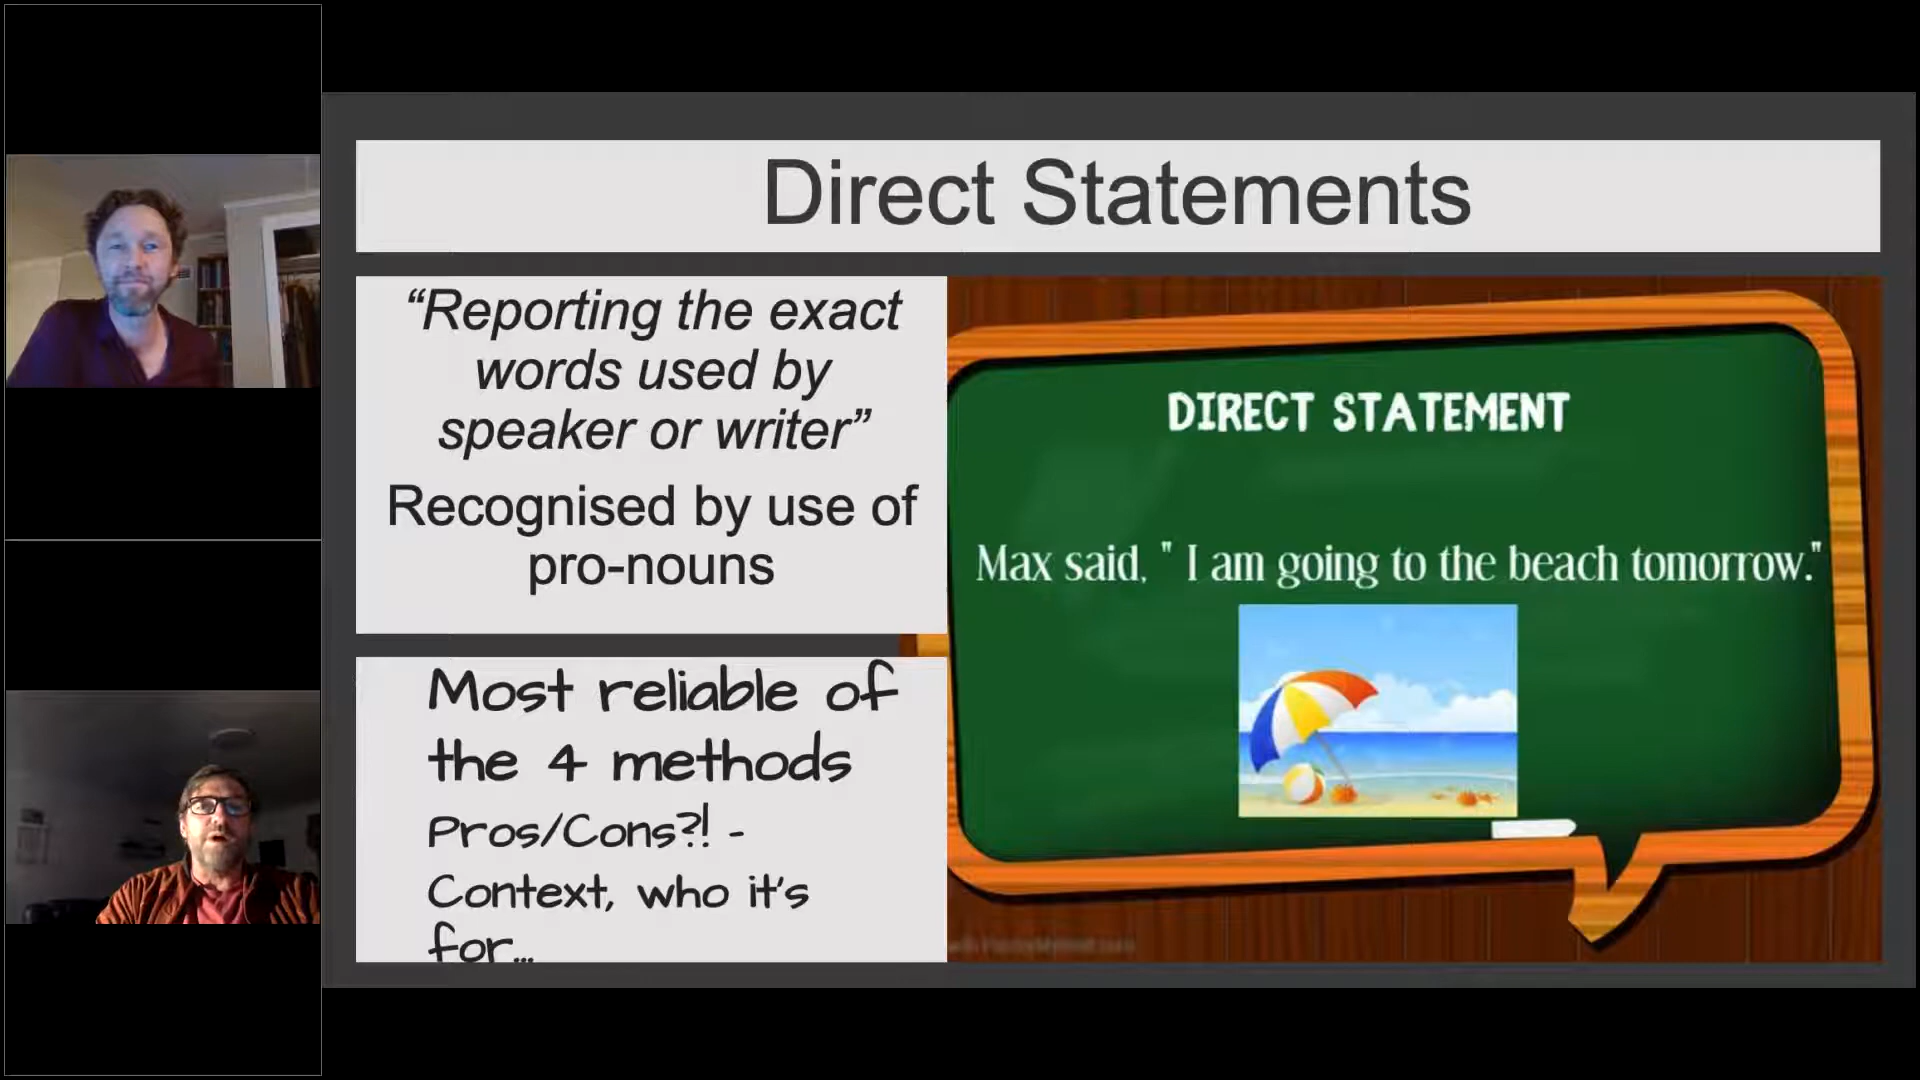 Direct Statements
“Reporting the exact
words used by
speaker or writer”
Recognised by use of
pro-nouns
Most reliable of
the 4 methods
Pros/Cons?! -
Context, who it's
for...
DIRECT STATEMENT
Max said, " I am going to the beach tomorrow."